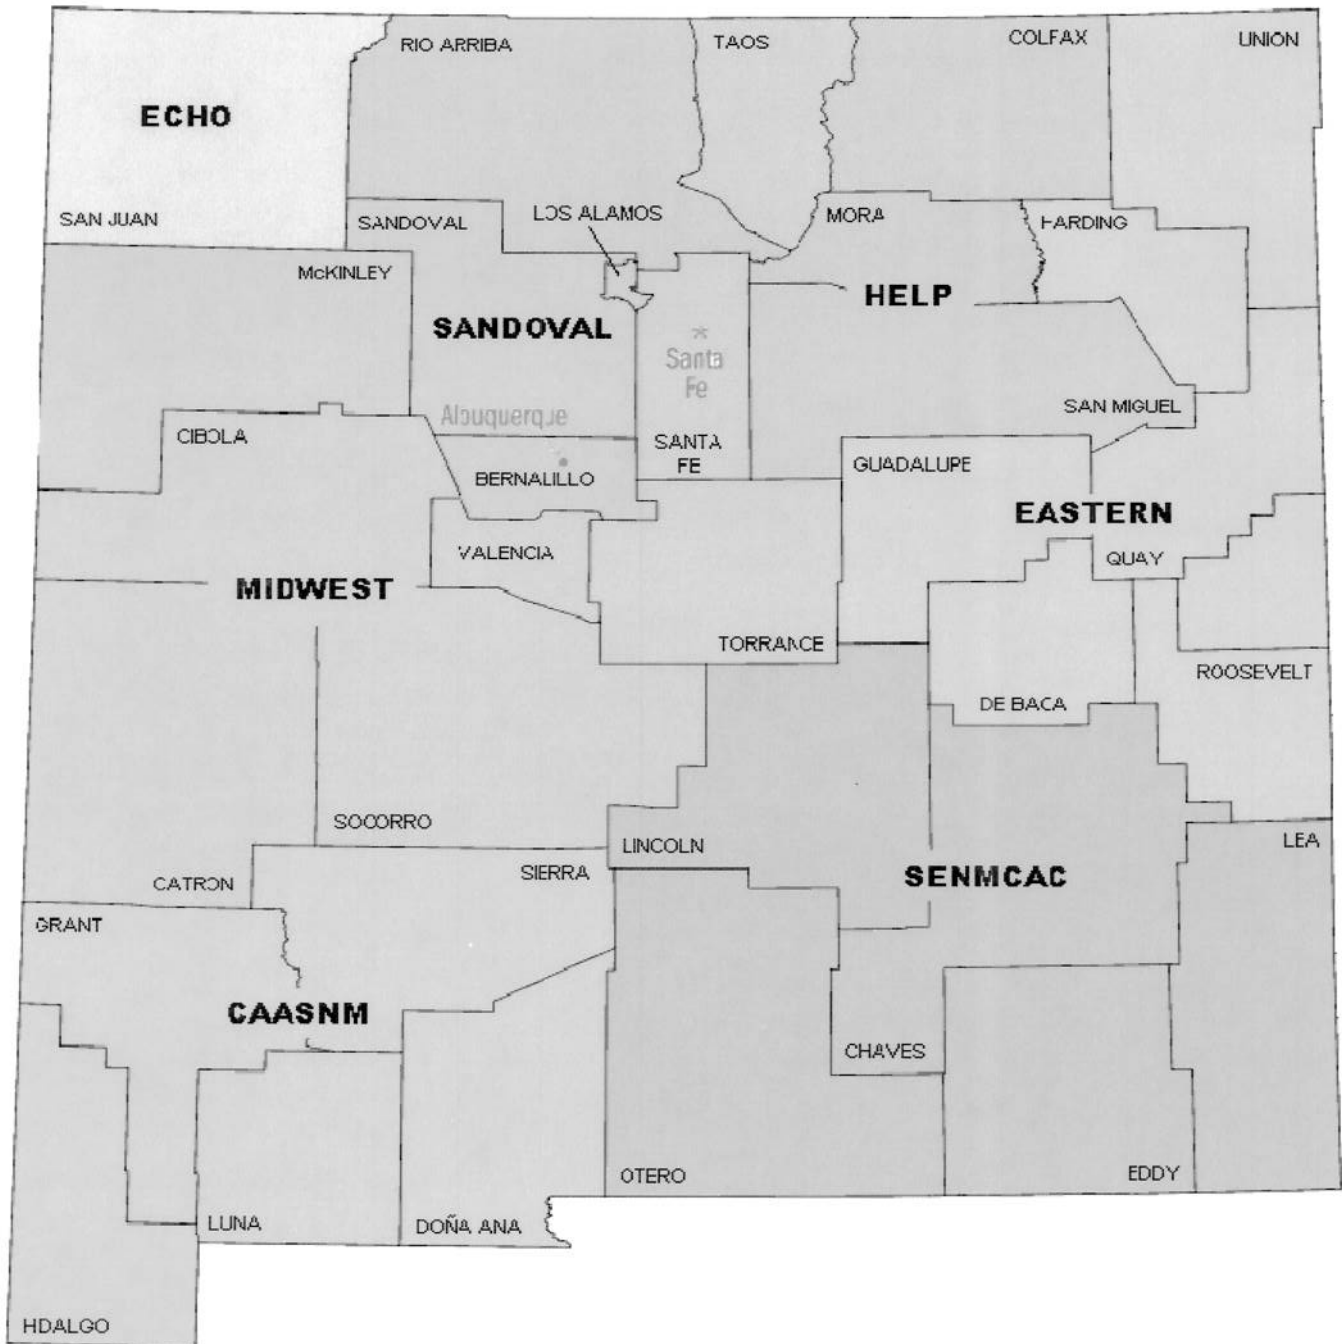 RIO ARRIBA
TAOS
COLFAX
UNION
ECHO
SAN JUAN
SANDOVAL
LOS ALAMOS
MORA
HARDING
McKINLEY
HELP
SANDOVAL
Santa
Fe
Albuquerque
SAN MIGUEL
CIBOLA
SANTA
FE
GUADALUPE
BERNALILLO
EASTERN
VALENCIA
QUAY
MIDWEST
TORRANCE
ROOSEVELT
DE BACA
SOCORRO
LINCOLN
LEA
CATRON
SIERRA
SENMCAC
GRANT
CAASNM
CHAVES
OTERO
EDDY
LUNA
DOÑA ANA
HDALGO